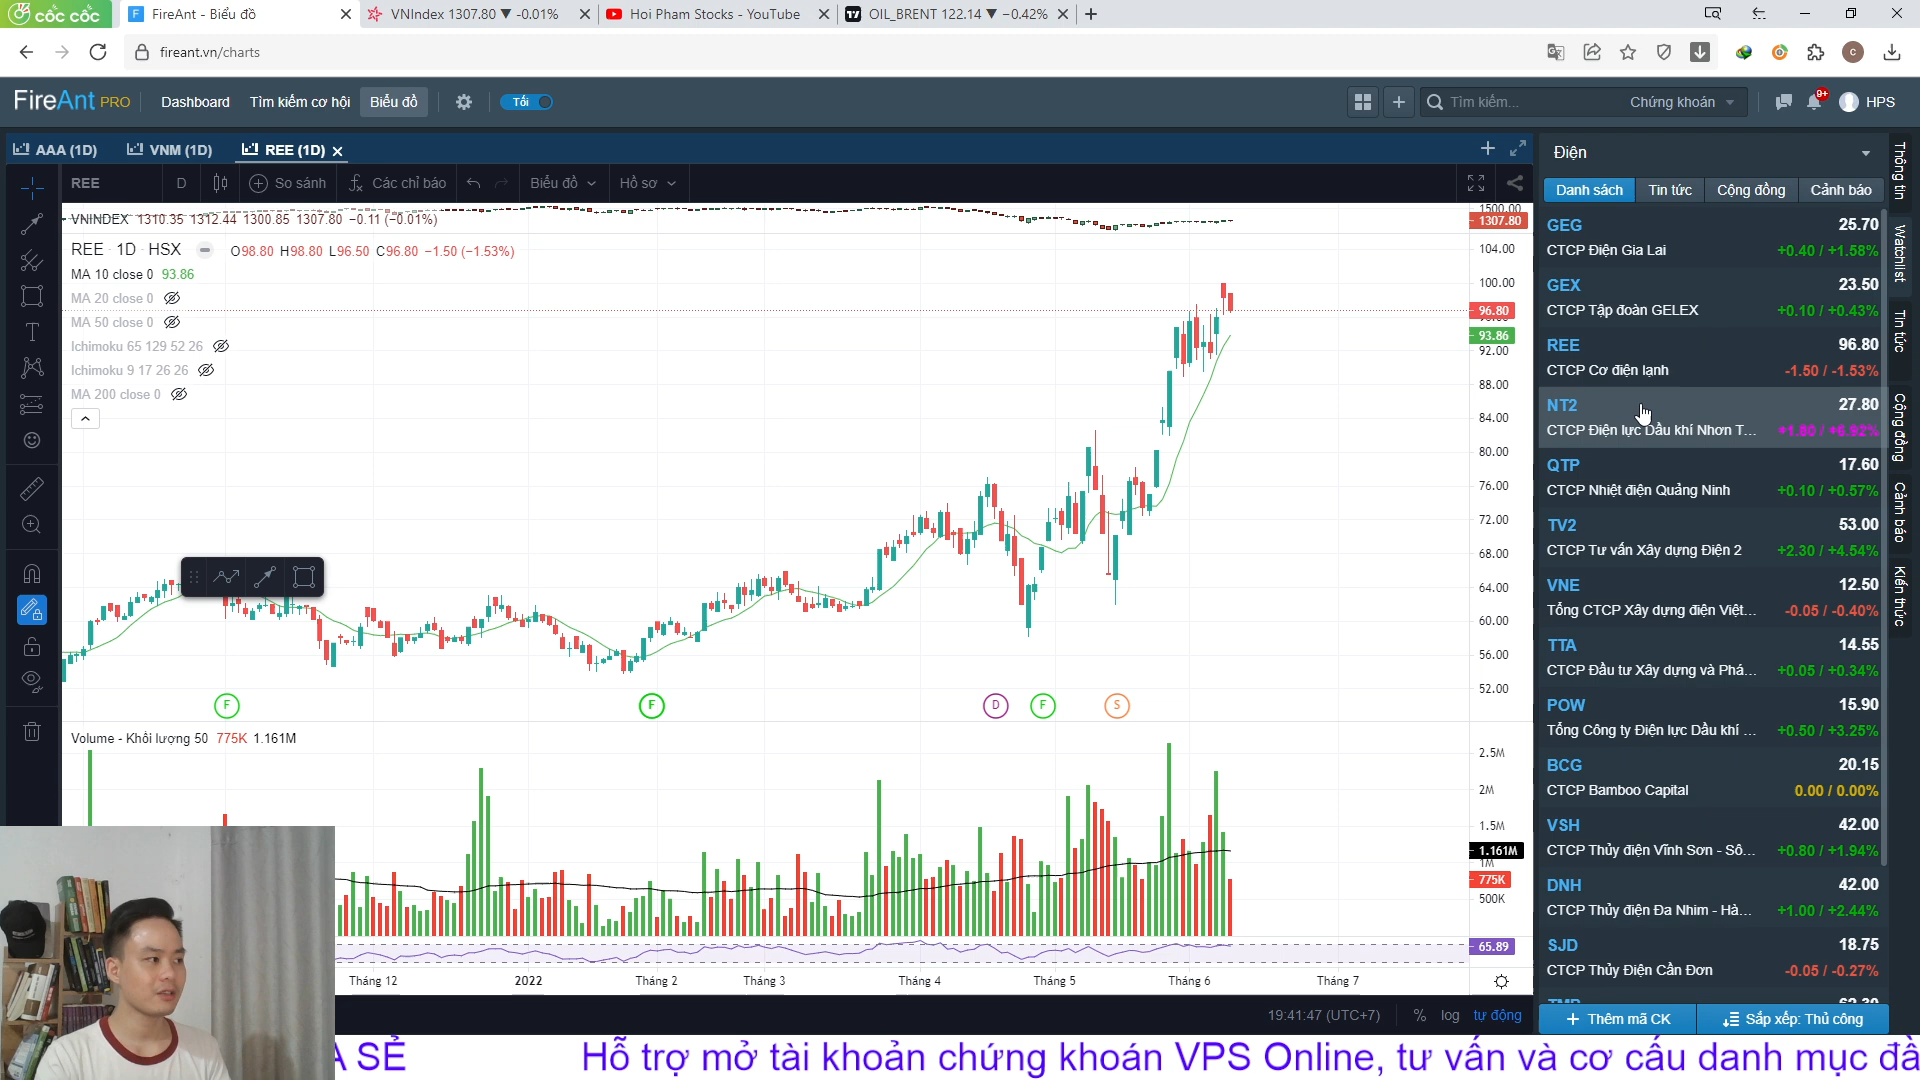 cốc cốc
FireAnt - Biểu đồ
VNIndex 1307.80 ▼ -0.01%
Hoi Pham Stocks - YouTube
OIL_BRENT 122.14 ▼ −0.42%
fireant.vn/charts
C
FireAnt PRO
Dashboard
Tìm kiếm cơ hội
Biểu đồ
Tối
Tìm kiếm...
Chứng khoán
9+
HPS
AAA (1D)
VNM (1D)
REE (1D)
REE
D
So sánh
Các chỉ báo
Biểu đồ
Hồ sơ
VNINDEX 1310.35 1312.44 1300.85 1307.80 −0.11 (−0.01%)
REE 1D HSX
O98.80 H98.80 L96.50 C96.80 −1.50 (−1.53%)
MA 10 close 0 93.86
MA 20 close 0
MA 50 close 0
Ichimoku 65 129 52 26
Ichimoku 9 17 26 26
MA 200 close 0
1500.00
1307.80
104.00
100.00
96.80
93.86
92.00
88.00
84.00
80.00
76.00
72.00
68.00
64.00
60.00
56.00
52.00
F
F
D
F
S
Volume - Khối lượng 50 775K 1.161M
2.5M
2M
1.5M
1.161M
1M
775K
500K
65.89
Tháng 12
2022
Tháng 2
Tháng 3
Tháng 4
Tháng 5
Tháng 6
Tháng 7
19:41:47 (UTC+7)
%
log
tự động
Điện
Danh sách
Tin tức
Cộng đồng
Cảnh báo
GEG 25.70
CTCP Điện Gia Lai +0.40 / +1.58%
GEX 23.50
CTCP Tập đoàn GELEX +0.10 / +0.43%
REE 96.80
CTCP Cơ điện lạnh -1.50 / -1.53%
NT2 27.80
CTCP Điện lực Dầu khí Nhơn T... +1.80 / +6.92%
QTP 17.60
CTCP Nhiệt điện Quảng Ninh +0.10 / +0.57%
TV2 53.00
CTCP Tư vấn Xây dựng Điện 2 +2.30 / +4.54%
VNE 12.50
Tổng CTCP Xây dựng điện Việt... -0.05 / -0.40%
TTA 14.55
CTCP Đầu tư Xây dựng và Phá... +0.05 / +0.34%
POW 15.90
Tổng Công ty Điện lực Dầu khí ... +0.50 / +3.25%
BCG 20.15
CTCP Bamboo Capital 0.00 / 0.00%
VSH 42.00
CTCP Thủy điện Vĩnh Sơn - Sô... +0.80 / +1.94%
DNH 42.00
CTCP Thủy điện Đa Nhim - Hà... +1.00 / +2.44%
SJD 18.75
CTCP Thủy Điện Cần Đơn -0.05 / -0.27%
Thêm mã CK
Sắp xếp: Thủ công
Thông tin
Watchlist
Tin tức
Cộng đồng
Cảnh báo
Kiến thức
SẺ Hỗ trợ mở tài khoản chứng khoán VPS Online, tư vấn và cơ cấu danh mục